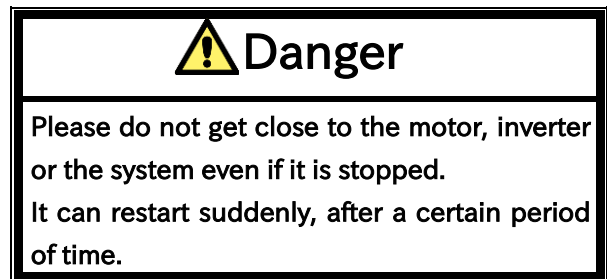 Danger
Please do not get close to the motor, inverter
or the system even if it is stopped.
It can restart suddenly, after a certain period
of time.